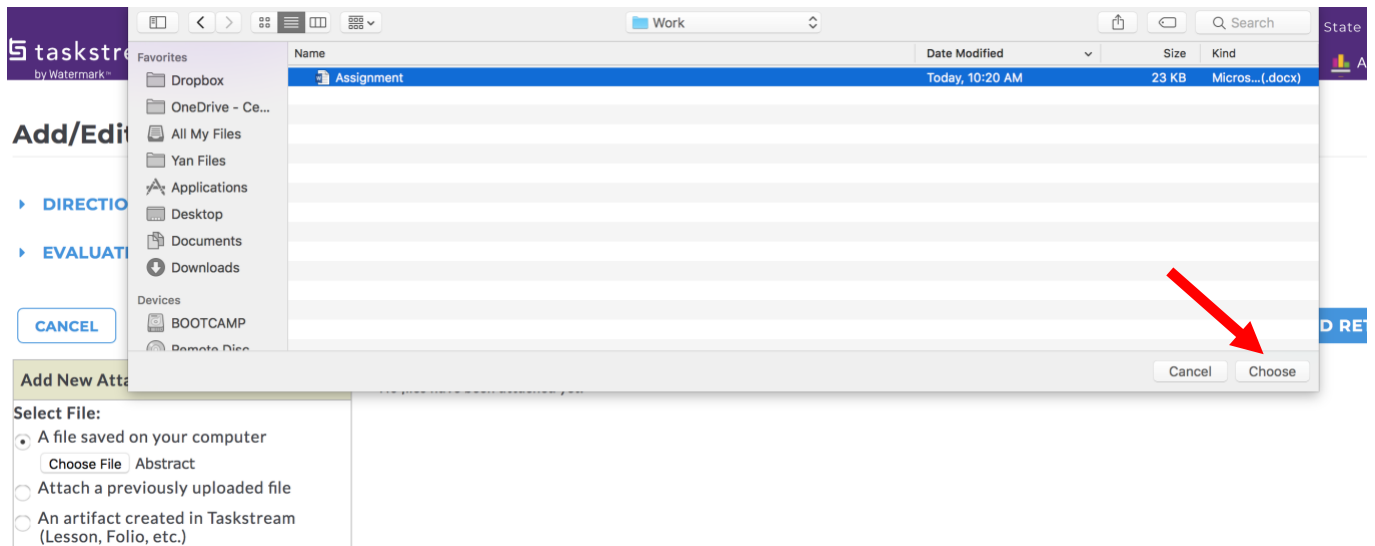 Work
Search
State
taskstre
by Watermark™
A
Favorites
Name
Date Modified
Size
Kind
Dropbox
Assignment
Today, 10:20 AM
23 KB
Micros...(.docx)
OneDrive - Ce...
Add/Edit
All My Files
Yan Files
Applications
DIRECTIO
Desktop
Documents
EVALUATI
Downloads
Devices
CANCEL
BOOTCAMP
D RET
Remote Disc
Add New Atta
Cancel
Choose
Select File:
A file saved on your computer
Choose File Abstract
Attach a previously uploaded file
An artifact created in Taskstream
(Lesson, Folio, etc.)